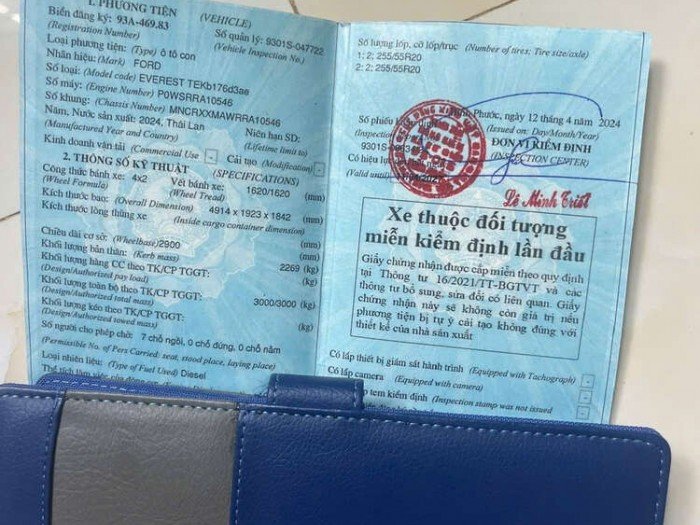 1. PHƯƠNG TIỆN (VEHICLE)
Biển đăng ký: 93A-469.83
(Registration Number)
Số quản lý: 9301S-047722
(Vehicle Inspection No.)
Loại phương tiện: (Type) ô tô con
Nhãn hiệu: (Mark) FORD
Số loại: (Model code) EVEREST TEKb176d3ae
Số máy: (Engine Number) P0WSRRA10546
Số khung: (Chassis Number) MNCRXXMAWRRA10546
Năm, Nước sản xuất: 2024, Thái Lan
(Manufactured Year and Country)
Niên hạn SD:
(Lifetime limit to)
Kinh doanh vận tải (Commercial Use) - Cải tạo (Modification) -
2. THÔNG SỐ KỸ THUẬT (SPECIFICATIONS)
Công thức bánh xe: 4x2
(Wheel Formula)
Vết bánh xe: 1620/1620 (mm)
(Wheel Tread)
Kích thước bao: (Overall Dimension) 4914 x 1923 x 1842 (mm)
Kích thước lòng thùng xe
(Inside cargo container dimension) (mm)
Chiều dài cơ sở: (Wheelbase) 2900 (mm)
Khối lượng bản thân: (Kerb mass) 2269 (kg)
Khối lượng hàng CC theo TK/CP TGGT:
(Design/Authorized pay load) (kg)
Khối lượng toàn bộ theo TK/CP TGGT:
(Design/Authorized total mass) 3000/3000 (kg)
Khối lượng kéo theo TK/CP TGGT:
(Design/Authorized towed mass) (kg)
Số người cho phép chở: 7 chỗ ngồi, 0 chỗ đứng, 0 chỗ nằm
(Permissible No. of Pers Carried: seat, stood place, laying place)
Loại nhiên liệu: (Type of Fuel Used) Diesel
Thể tích làm việc
Số lượng lốp, cỡ lốp/trục (Number of tires; Tire size/axle)
1: 2: 255/55R20
2: 2: 255/55R20
Phước, ngày 12 tháng 4 năm 2024
(Issued on: Day/Month/Year)
Số phiếu
(Inspection
9301S-
ĐƠN VỊ KIỂM ĐỊNH
(INSPECTION CENTER)
Có hiệu lực
(Valid until)
Lê Minh Triết
Xe thuộc đối tượng
miễn kiểm định lần đầu
Giấy chứng nhận được cấp miễn theo quy định
tại Thông tư 16/2021/TT-BGTVT và các
thông tư bổ sung, sửa đổi có liên quan. Giấy
chứng nhận này sẽ không còn giá trị nếu
phương tiện bị tự ý cải tạo không đúng với
thiết kế của nhà sản xuất.
Có lắp thiết bị giám sát hành trình (Equipped with Tachograph) -
Có lắp camera (Equipped with camera) -
tem kiểm định (Inspection stamp was not issued -